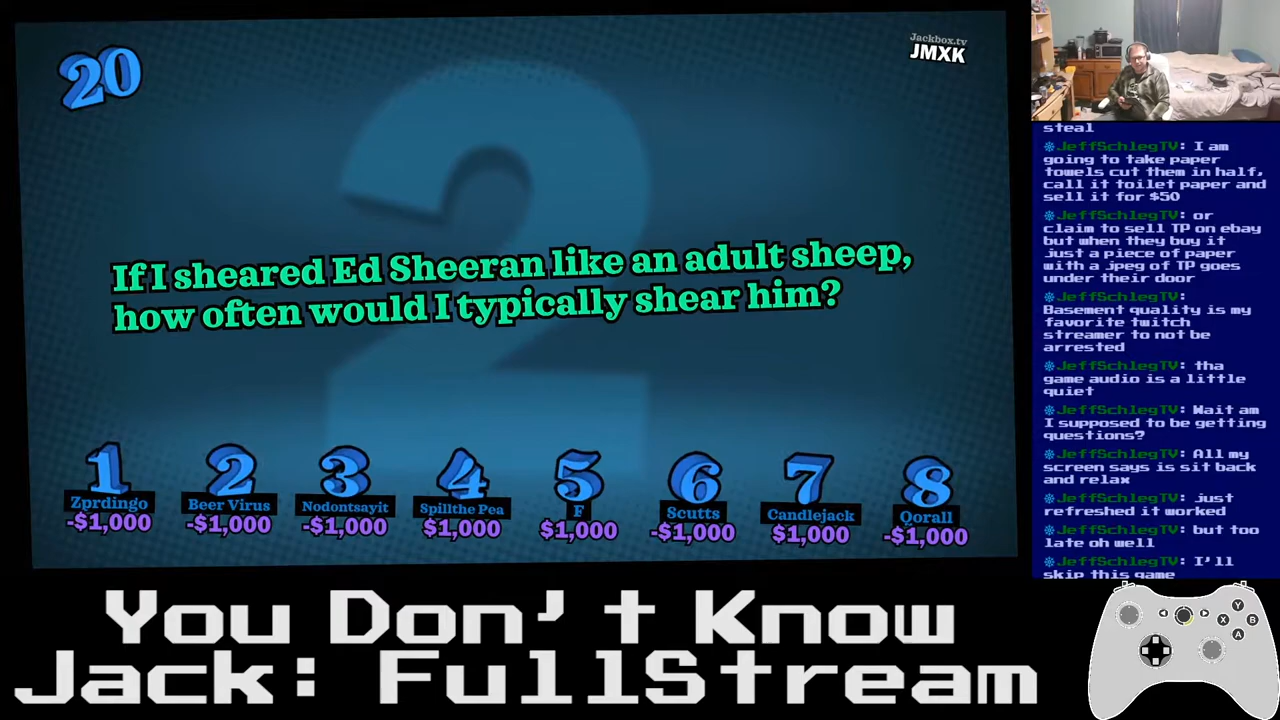 20
Jackbox.tv
JMXK
If I sheared Ed Sheeran like an adult sheep,
how often would I typically shear him?
1 2 3 4 5 6 7 8
Zprdingo Beer Virus Nodontsayit Spillthe Pea F Scutts Candlejack Qorall
-$1,000 -$1,000 -$1,000 $1,000 $1,000 -$1,000 $1,000 -$1,000
steal
JeffSchlegTV: I am
going to take paper
towels cut them in half,
call it toilet paper and
sell it for $50
JeffSchlegTV: or
claim to sell TP on ebay
but when they buy it
just a piece of paper
with a jpeg of TP goes
under their door
JeffSchlegTV:
Basement quality is my
favorite twitch
streamer to not be
arrested
JeffSchlegTV: tha
game audio is a little
quiet
JeffSchlegTV: Wait am
I supposed to be getting
questions?
JeffSchlegTV: All my
screen says is sit back
and relax
JeffSchlegTV: just
refreshed it worked
JeffSchlegTV: but too
late oh well
JeffSchlegTV: I'll
skip this game
You Don't Know
Jack: FullStream
Y
X B
A